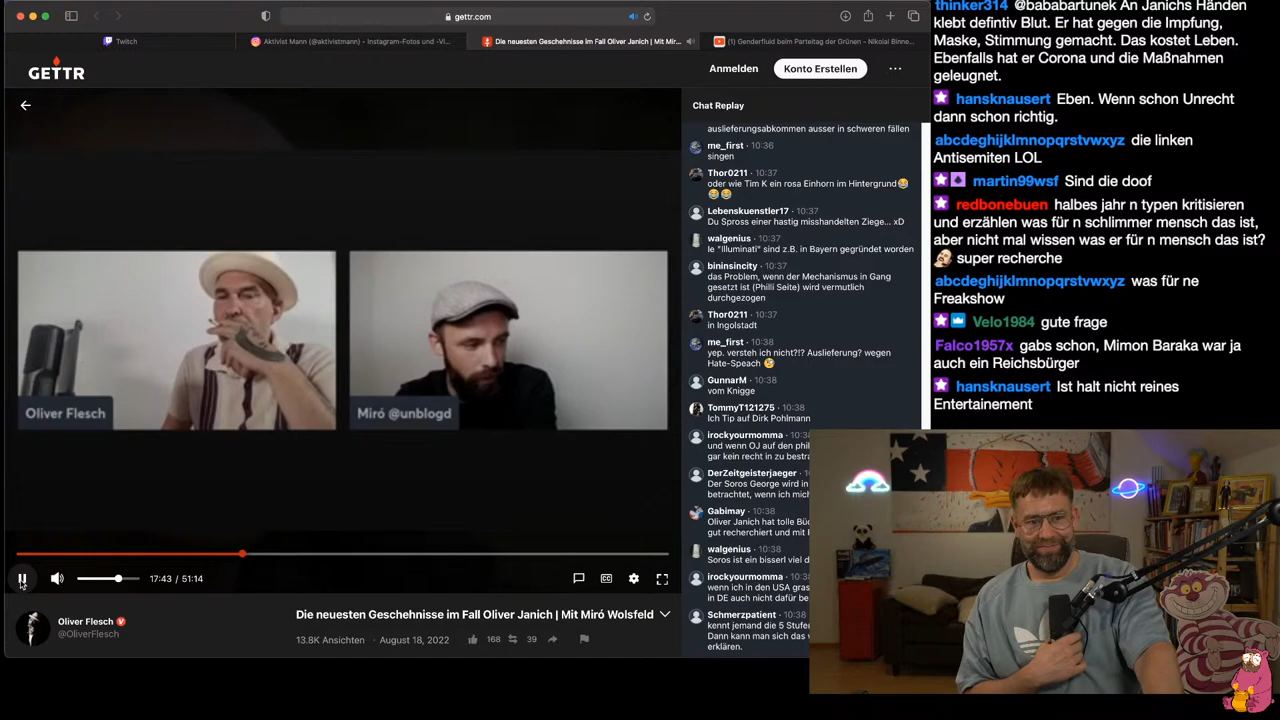 gettr.com
Twitch
Aktivist Mann (@aktivistmann) - Instagram-Fotos und -Vi...
Die neuesten Geschehnisse im Fall Oliver Janich | Mit Mir...
(1) Genderfluid beim Parteitag der Grünen - Nikolai Binne...
GETTR
Anmelden
Konto Erstellen
Chat Replay
auslieferungsabkommen ausser in schweren fällen
me_first · 10:36
singen
Thor0211 · 10:37
oder wie Tim K ein rosa Einhorn im Hintergrund😂
😂😂
Lebenskuenstler17 · 10:37
Du Spross einer hastig misshandelten Ziege... xD
walgenius · 10:37
le "Illuminati" sind z.B. in Bayern gegründet worden
bininsincity · 10:37
das Problem, wenn der Mechanismus in Gang
gesetzt ist (Philli Seite) wird vermutlich
durchgezogen
Thor0211 · 10:37
in Ingolstadt
me_first · 10:38
yep. versteh ich nicht?!? Auslieferung? wegen
Hate-Speach 🧐
GunnarM · 10:38
vom Knigge
TommyT121275 · 10:38
Ich Tip auf Dirk Pohlmann
irockyourmomma · 10:38
und wenn OJ auf den phil
gar kein recht in zu bestra
DerZeitgeisterjaeger · 10:38
Der Soros George wird in
betrachtet, wenn ich mich
Gabimay · 10:38
Oliver Janich hat tolle Büc
gut recherchiert und mit H
walgenius · 10:38
Soros ist ein bisserl viel d
irockyourmomma · 10:38
wenn ich in den USA gras
in DE auch nicht dafür be
Schmerzpatient · 10:38
kennt jemand die 5 Stufen
Dann kann man sich das v
erklären.
Oliver Flesch
Miró @unblogd
17:43 / 51:14
Oliver Flesch
@OliverFlesch
Die neuesten Geschehnisse im Fall Oliver Janich | Mit Miró Wolsfeld
13.8K Ansichten · August 18, 2022
168
39
thinker314 @bababartunek An Janichs Händen
klebt defintiv Blut. Er hat gegen die Impfung,
Maske, Stimmung gemacht. Das kostet Leben.
Ebenfalls hat er Corona und die Maßnahmen
geleugnet.
hansknausert Eben. Wenn schon Unrecht
dann schon richtig.
abcdeghijklmnopqrstvwxyz die linken
Antisemiten LOL
martin99wsf Sind die doof
redbonebuen halbes jahr n typen kritisieren
und erzählen was für n schlimmer mensch das ist,
aber nicht mal wissen was er für n mensch das ist?
super recherche
abcdeghijklmnopqrstvwxyz was für ne
Freakshow
Velo1984 gute frage
Falco1957x gabs schon, Mimon Baraka war ja
auch ein Reichsbürger
hansknausert Ist halt nicht reines
Entertainement